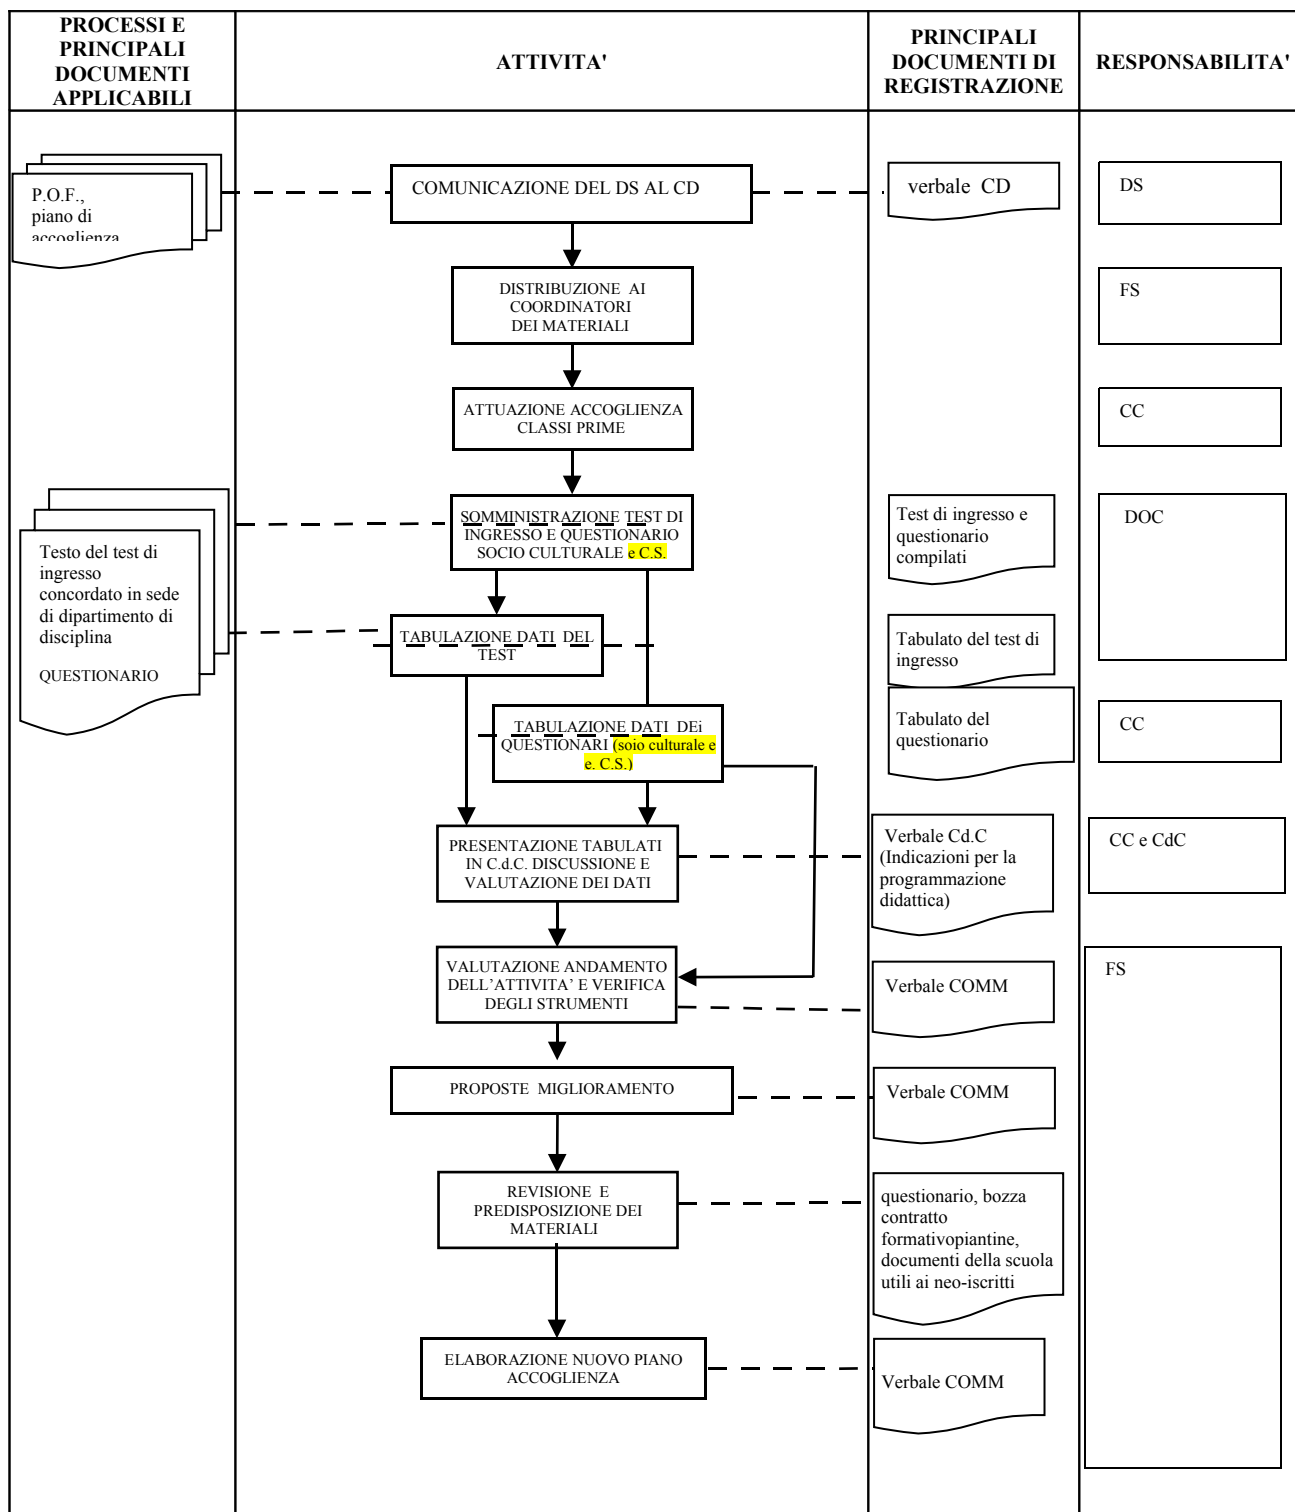 PROCESSI E
PRINCIPALI
DOCUMENTI
APPLICABILI
ATTIVITA'
PRINCIPALI
DOCUMENTI DI
REGISTRAZIONE
RESPONSABILITA'
P.O.F.,
piano di
accoglienza
COMUNICAZIONE DEL DS AL CD
verbale CD
DS
DISTRIBUZIONE AI
COORDINATORI
DEI MATERIALI
FS
ATTUAZIONE ACCOGLIENZA
CLASSI PRIME
CC
Testo del test di
ingresso
concordato in sede
di dipartimento di
disciplina
QUESTIONARIO
SOMMINISTRAZIONE TEST DI
INGRESSO E QUESTIONARIO
SOCIO CULTURALE e C.S.
Test di ingresso e
questionario
compilati
DOC
TABULAZIONE DATI DEL
TEST
Tabulato del test di
ingresso
TABULAZIONE DATI DEi
QUESTIONARI (soio culturale e
e. C.S.)
Tabulato del
questionario
CC
PRESENTAZIONE TABULATI
IN C.d.C. DISCUSSIONE E
VALUTAZIONE DEI DATI
Verbale Cd.C
(Indicazioni per la
programmazione
didattica)
CC e CdC
VALUTAZIONE ANDAMENTO
DELL'ATTIVITA' E VERIFICA
DEGLI STRUMENTI
Verbale COMM
FS
PROPOSTE MIGLIORAMENTO
Verbale COMM
REVISIONE E
PREDISPOSIZIONE DEI
MATERIALI
questionario, bozza
contratto
formativopiantine,
documenti della scuola
utili ai neo-iscritti
ELABORAZIONE NUOVO PIANO
ACCOGLIENZA
Verbale COMM